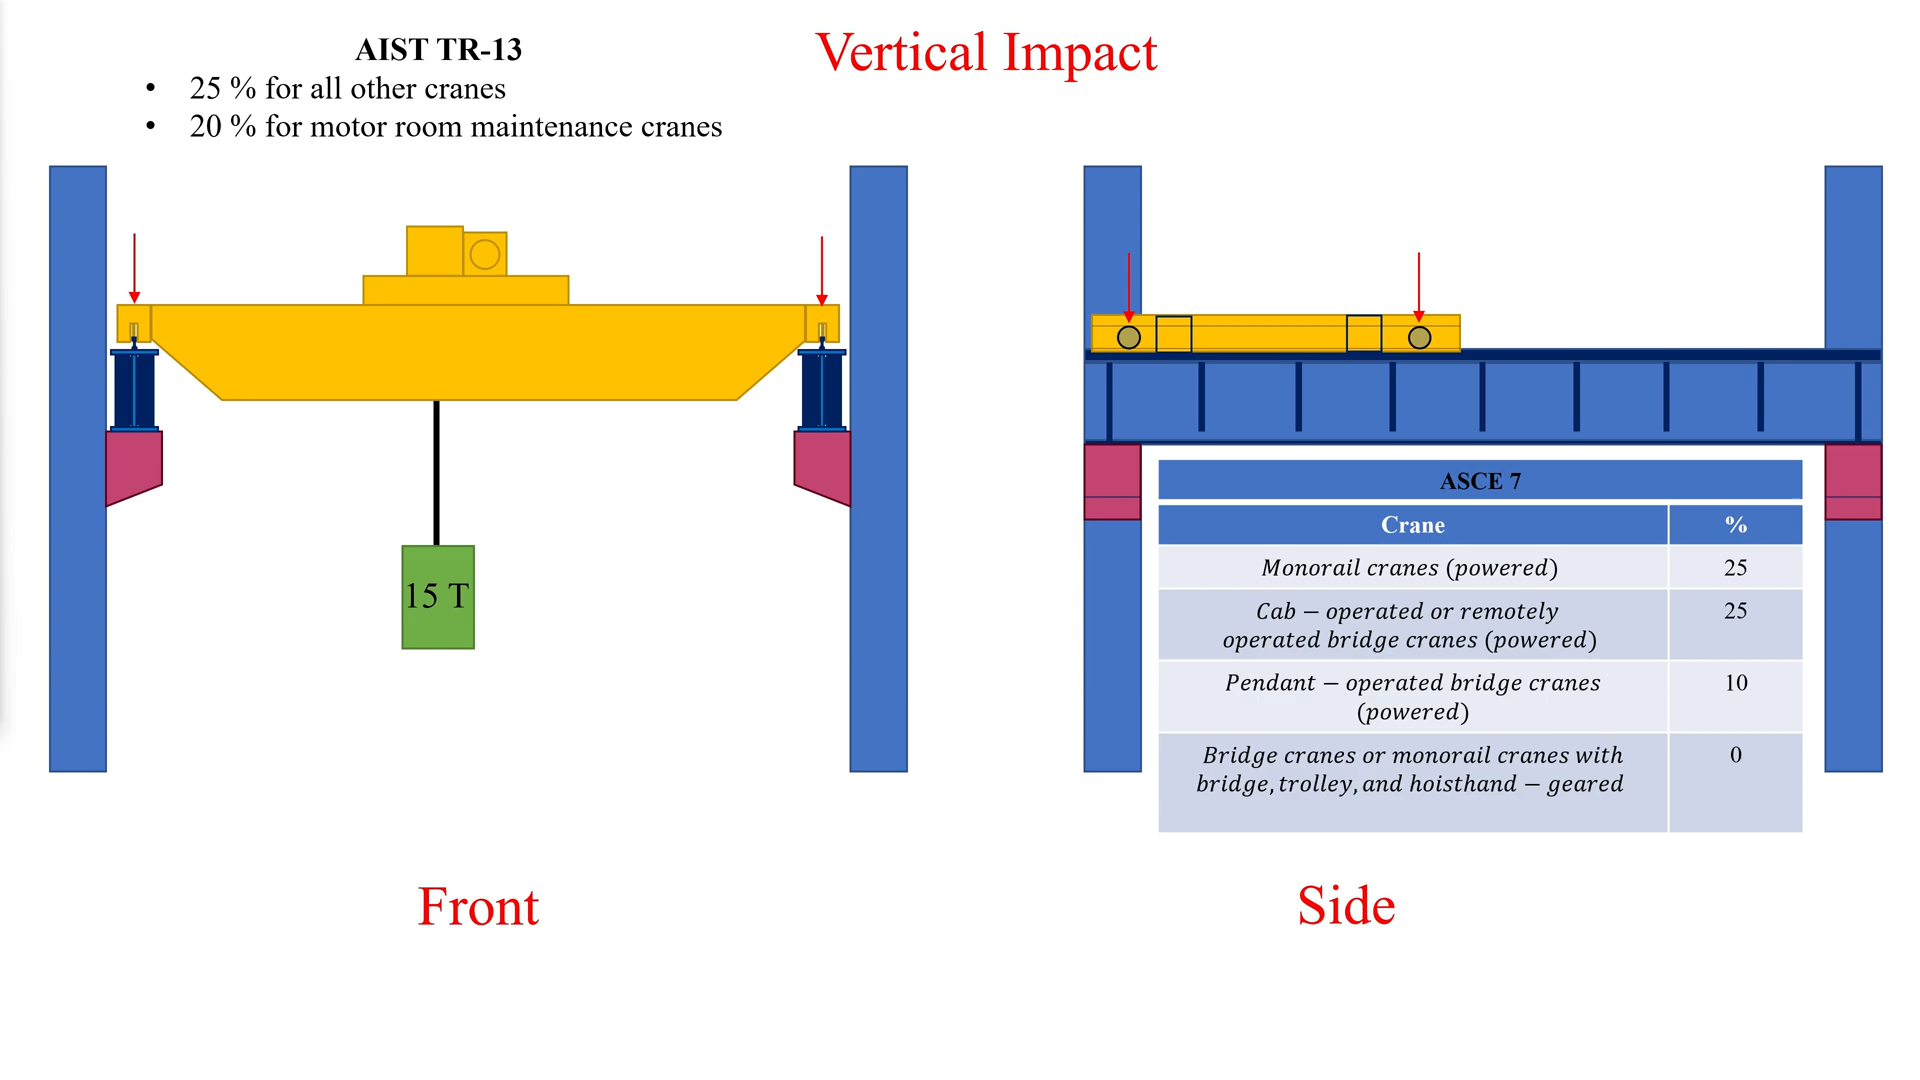 Vertical Impact
AIST TR-13
• 25 % for all other cranes
• 20 % for motor room maintenance cranes
15 T
ASCE 7
Crane %
Monorail cranes (powered) 25
Cab – operated or remotely 25
operated bridge cranes (powered)
Pendant – operated bridge cranes 10
(powered)
Bridge cranes or monorail cranes with 0
bridge, trolley, and hoisthand – geared
Front
Side